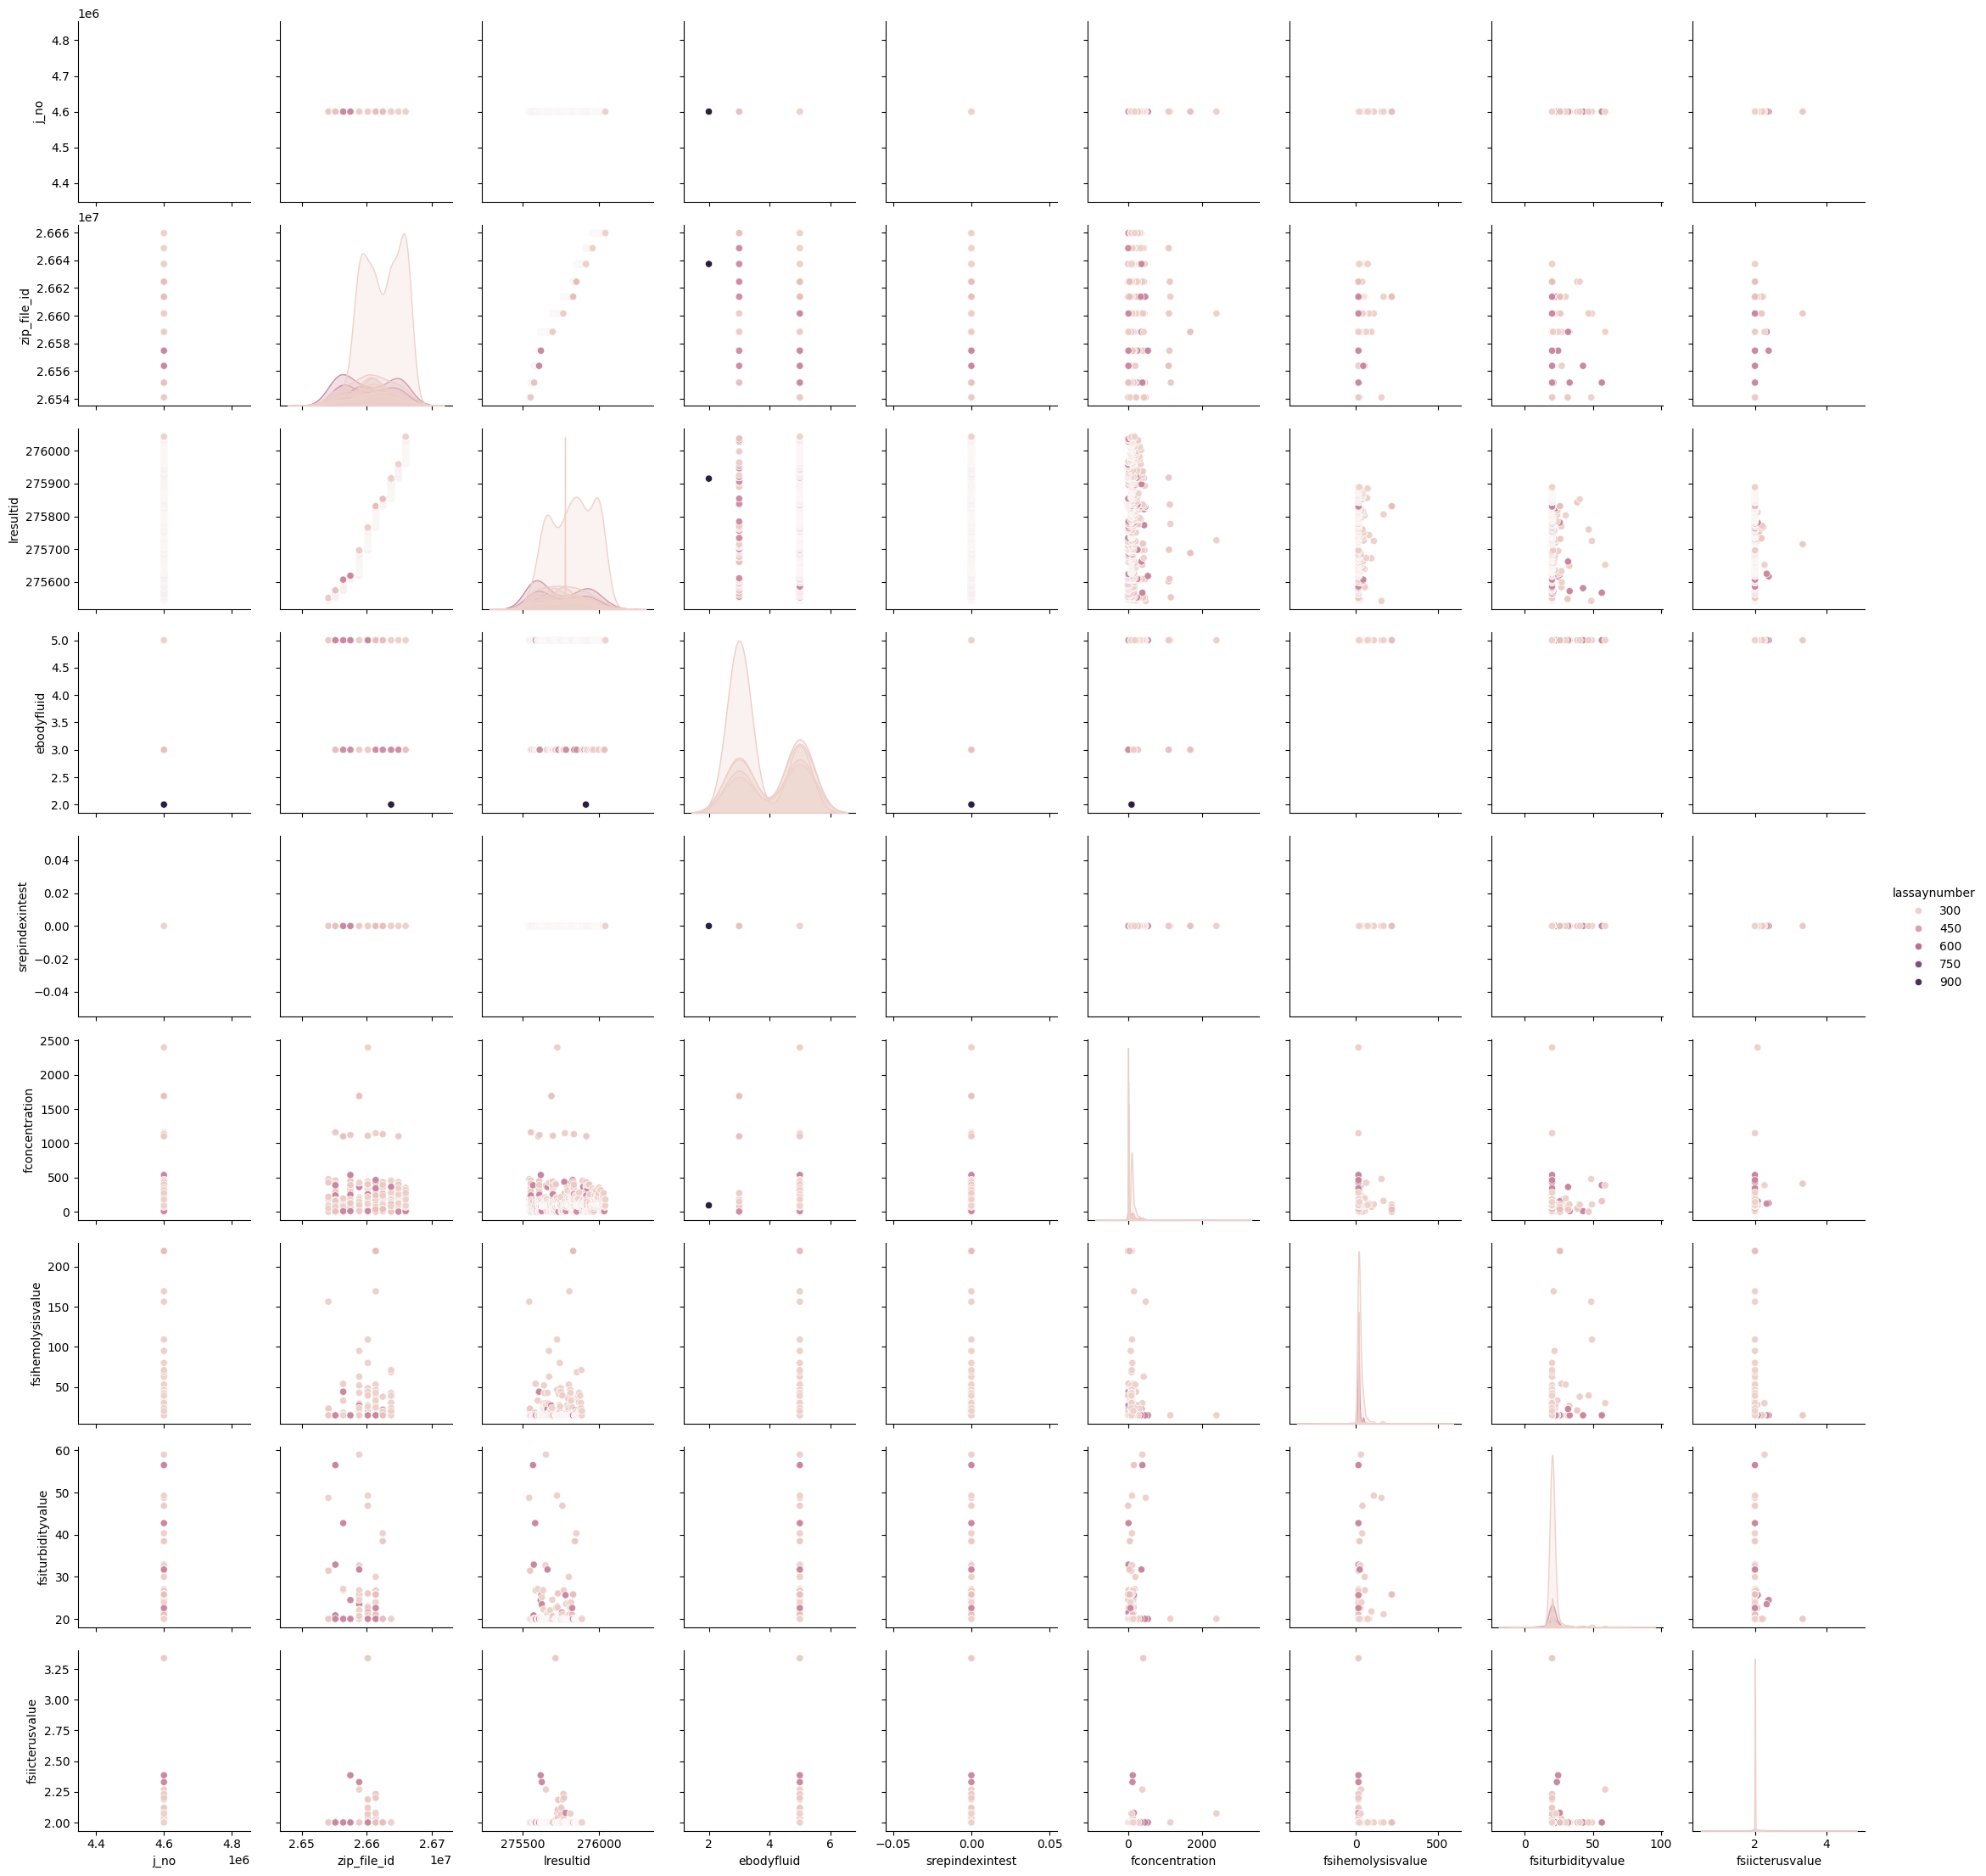 1e6
4.8
4.7
4.6
4.5
4.4
j_no
1e7
2.666
2.664
2.662
2.660
2.658
2.656
2.654
zip_file_id
276000
275900
275800
275700
275600
lresultid
5.0
4.5
4.0
3.5
3.0
2.5
2.0
ebodyfluid
0.04
0.02
0.00
−0.02
−0.04
srepindexintest
lassaynumber
300
450
600
750
900
2500
2000
1500
1000
500
0
fconcentration
200
150
100
50
fsihemolysisvalue
60
50
40
30
20
fsiturbidityvalue
3.25
3.00
2.75
2.50
2.25
2.00
fsiicterusvalue
4.4 4.6 4.8
j_no 1e6
2.65 2.66 2.67
zip_file_id 1e7
275500 276000
lresultid
2 4 6
ebodyfluid
−0.05 0.00 0.05
srepindexintest
0 2000
fconcentration
0 500
fsihemolysisvalue
0 50 100
fsiturbidityvalue
2 4
fsiicterusvalue